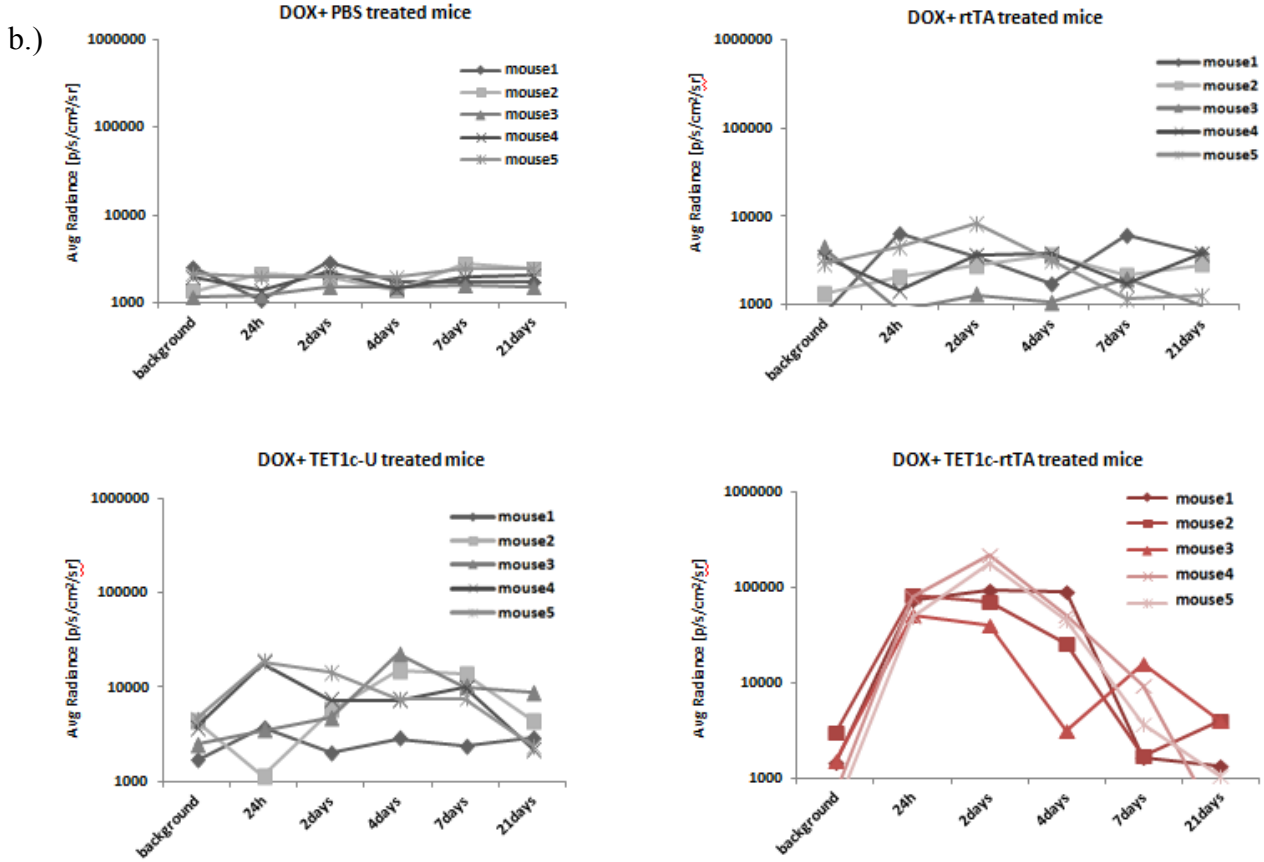 b.)
DOX+ PBS treated mice
Avg Radiance [p/s/cm²/sr]
1000000
100000
10000
1000
mouse1
mouse2
mouse3
mouse4
mouse5
background
24h
2days
4days
7days
21days
DOX+ rtTA treated mice
Avg Radiance [p/s/cm²/sr]
1000000
100000
10000
1000
mouse1
mouse2
mouse3
mouse4
mouse5
background
24h
2days
4days
7days
21days
DOX+ TET1c-U treated mice
Avg Radiance [p/s/cm²/sr]
1000000
100000
10000
1000
mouse1
mouse2
mouse3
mouse4
mouse5
background
24h
2days
4days
7days
21days
DOX+ TET1c-rtTA treated mice
Avg Radiance [p/s/cm²/sr]
1000000
100000
10000
1000
mouse1
mouse2
mouse3
mouse4
mouse5
background
24h
2days
4days
7days
21days